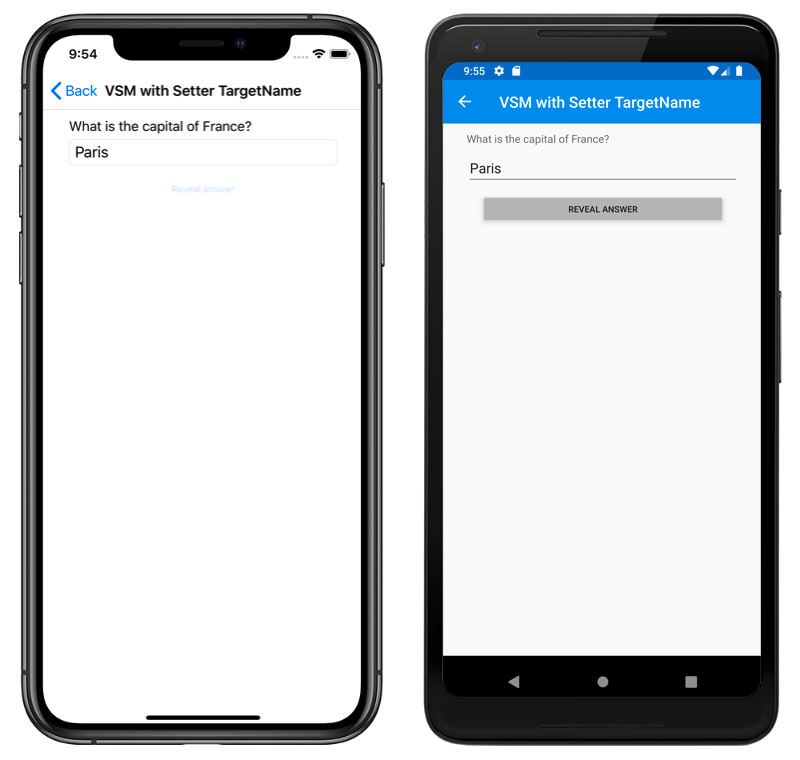 9:54
Back VSM with Setter TargetName
What is the capital of France?
Paris
Reveal answer
9:55
VSM with Setter TargetName
What is the capital of France?
Paris
REVEAL ANSWER